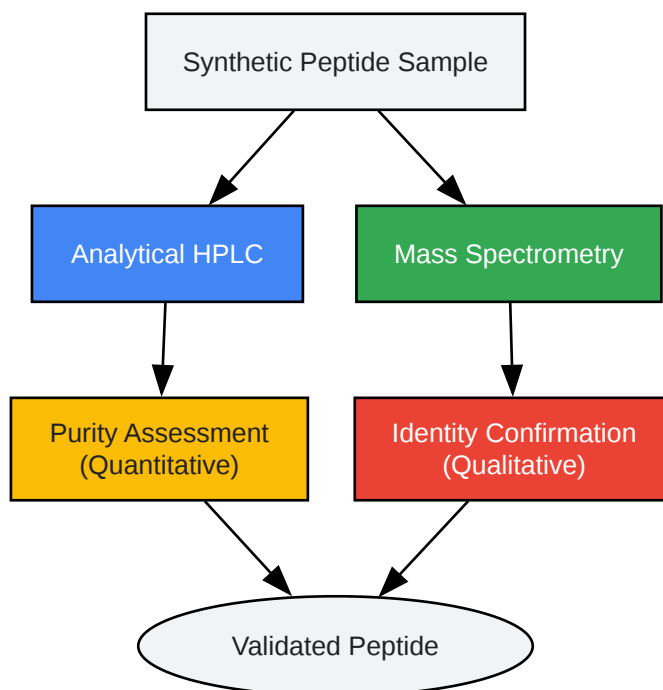 Synthetic Peptide Sample
Analytical HPLC
Mass Spectrometry
Purity Assessment
(Quantitative)
Identity Confirmation
(Qualitative)
Validated Peptide